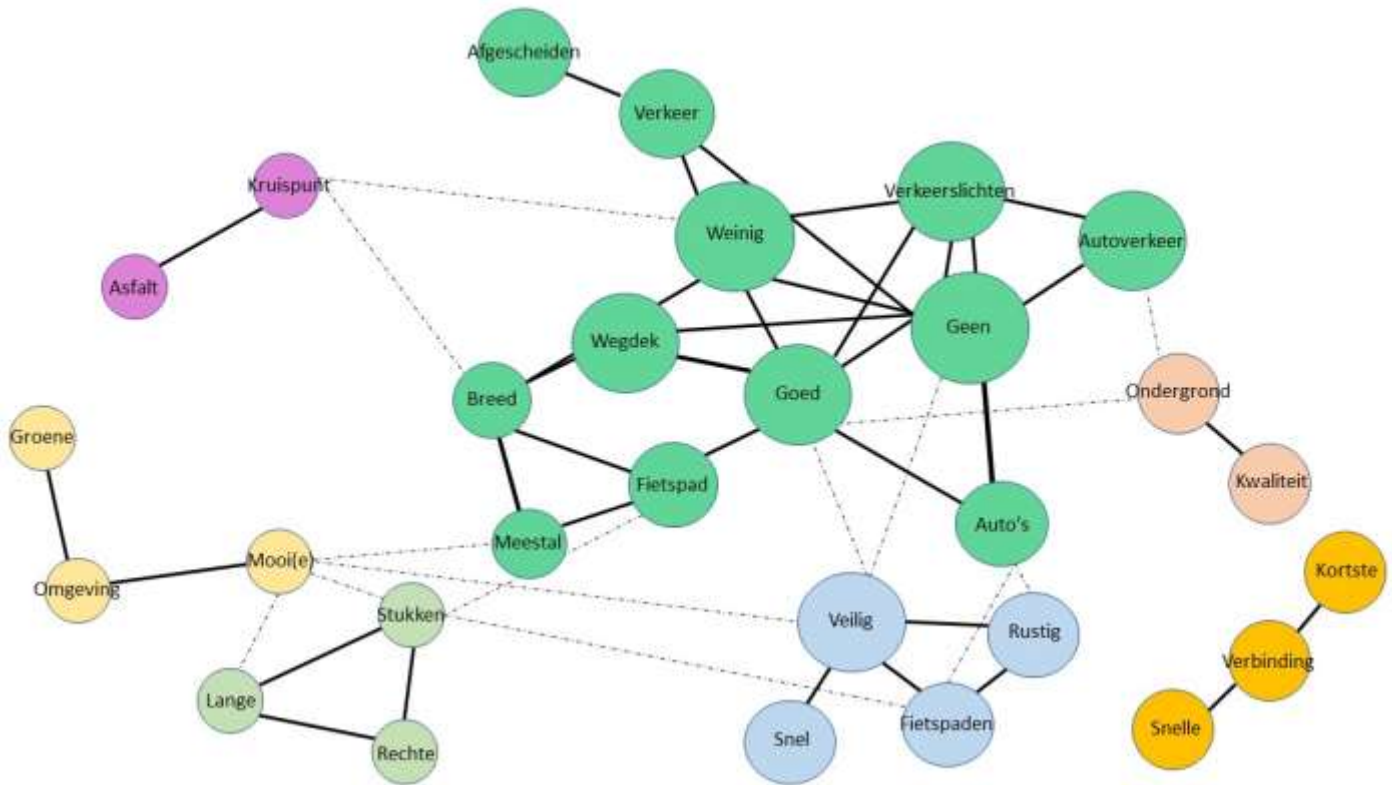 Afgescheiden
Verkeer
Kruispunt
Verkeerslichten
Weinig
Autoverkeer
Asfalt
Geen
Wegdek
Ondergrond
Goed
Breed
Groene
Kwaliteit
Fietspad
Auto's
Meestal
Mooi(e)
Kortste
Omgeving
Stukken
Veilig
Rustig
Verbinding
Lange
Fietspaden
Snelle
Snel
Rechte